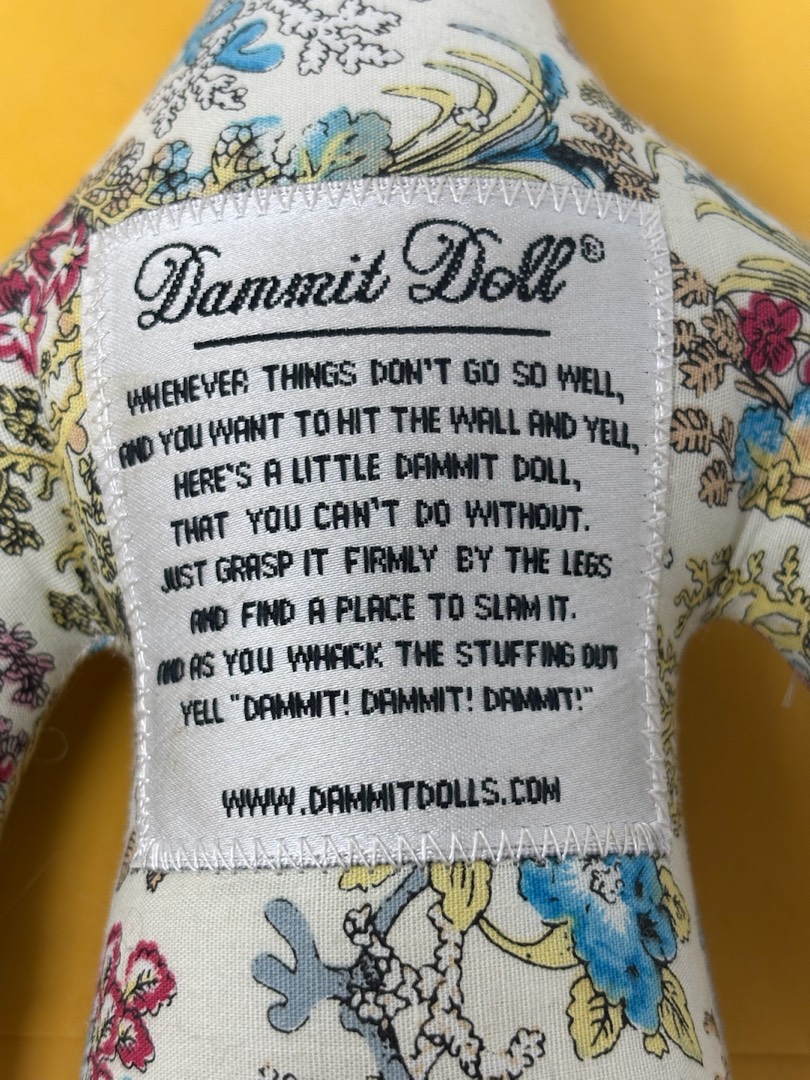 Dammit Doll®
WHENEVER THINGS DON'T GO SO WELL,
AND YOU WANT TO HIT THE WALL AND YELL,
HERE'S A LITTLE DAMMIT DOLL,
THAT YOU CAN'T DO WITHOUT.
JUST GRASP IT FIRMLY BY THE LEGS
AND FIND A PLACE TO SLAM IT.
AND AS YOU WHACK THE STUFFING OUT
YELL "DAMMIT! DAMMIT! DAMMIT!"
WWW.DAMMITDOLLS.COM